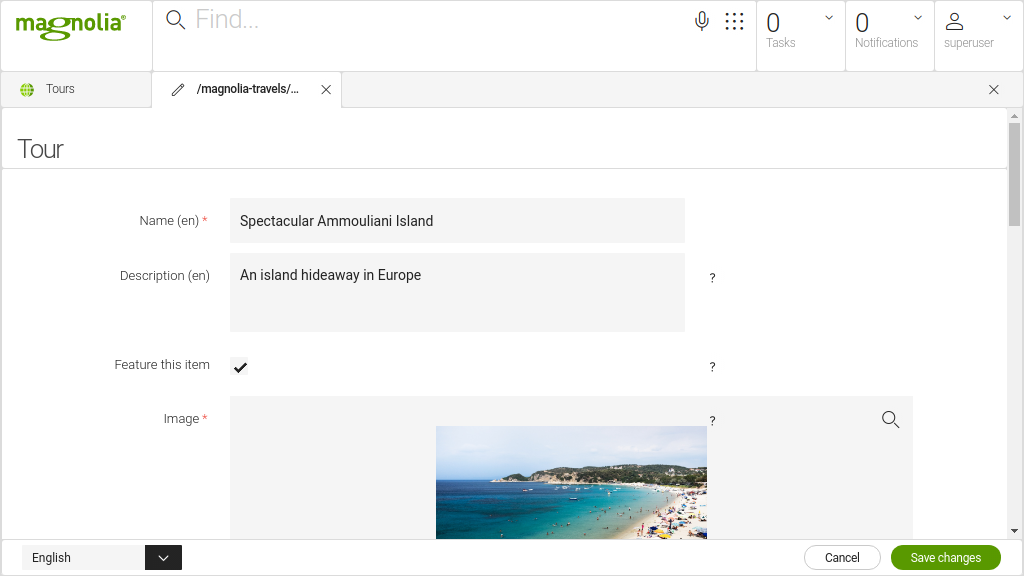 magnolia®
Find...
0
Tasks
0
Notifications
superuser
Tours
/magnolia-travels/...
Tour
Name (en) *
Spectacular Ammouliani Island
Description (en)
An island hideaway in Europe
?
Feature this item
?
Image *
?
English
Cancel
Save changes